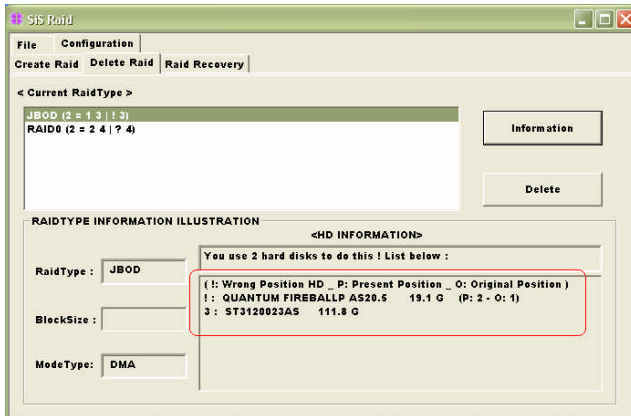 SiS Raid
File Configuration
Create Raid Delete Raid Raid Recovery
< Current RaidType >
JBOD (2 = 1 3 | ! 3)
RAID0 (2 = 2 4 | ? 4)
Information
Delete
RAIDTYPE INFORMATION ILLUSTRATION
<HD INFORMATION>
You use 2 hard disks to do this ! List below :
RaidType : JBOD
( !: Wrong Position HD _ P: Present Position _ O: Original Position )
! : QUANTUM FIREBALLP AS20.5 19.1 G (P: 2 - O: 1)
3 : ST3120023AS 111.8 G
BlockSize :
ModeType: DMA